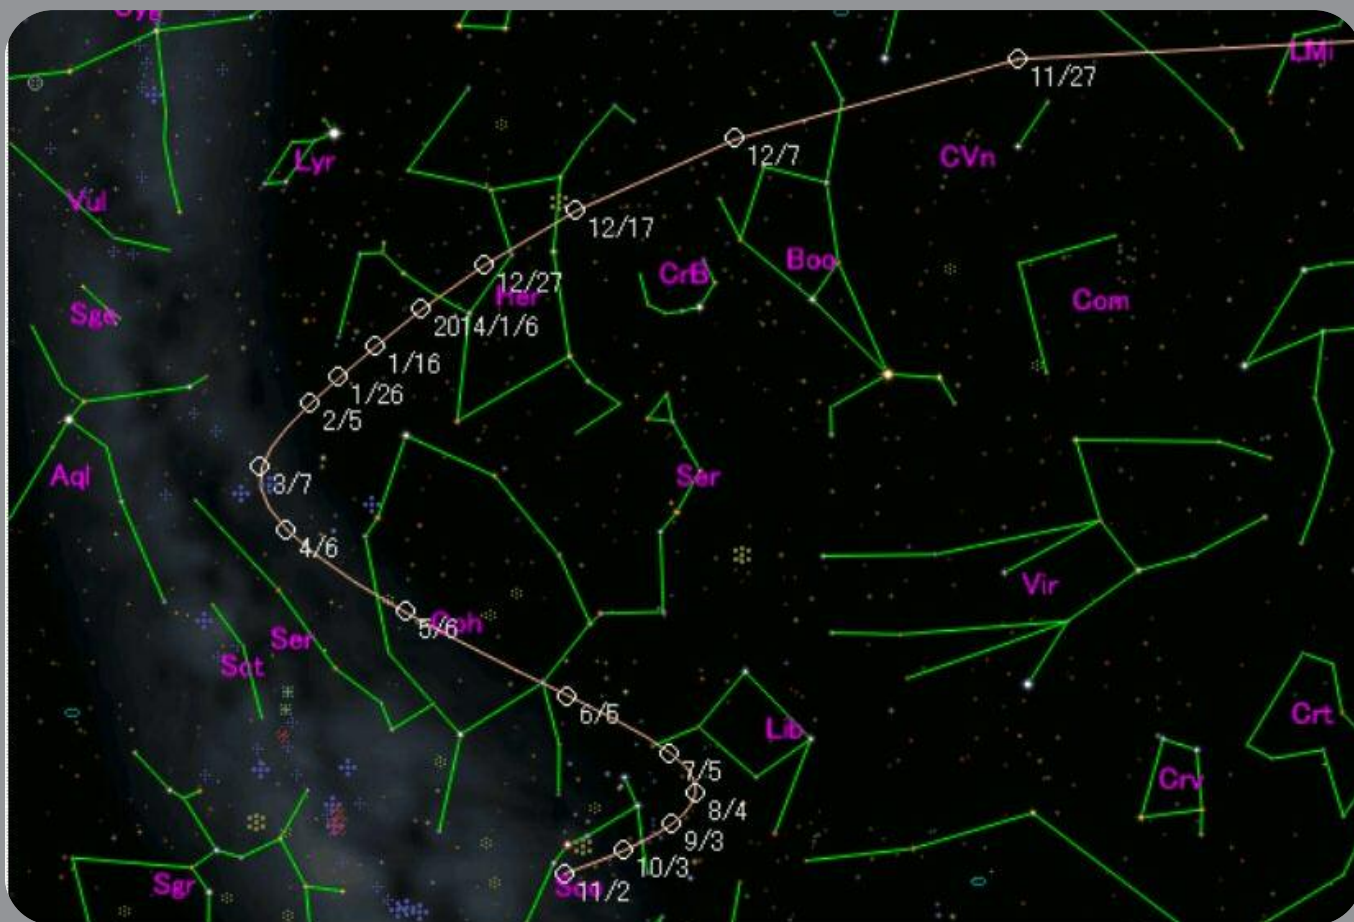 Cyg
11/27
LMi
12/7
CVn
Lyr
Vul
12/17
Boo
CrB
12/27
Her
Com
2014/1/6
Sge
1/16
1/26
2/5
Aql
3/7
Ser
4/6
Vir
5/6
Oph
Ser
Sct
6/5
Lib
Crt
7/5
Crv
8/4
9/3
10/3
Sgr
Sco
11/2